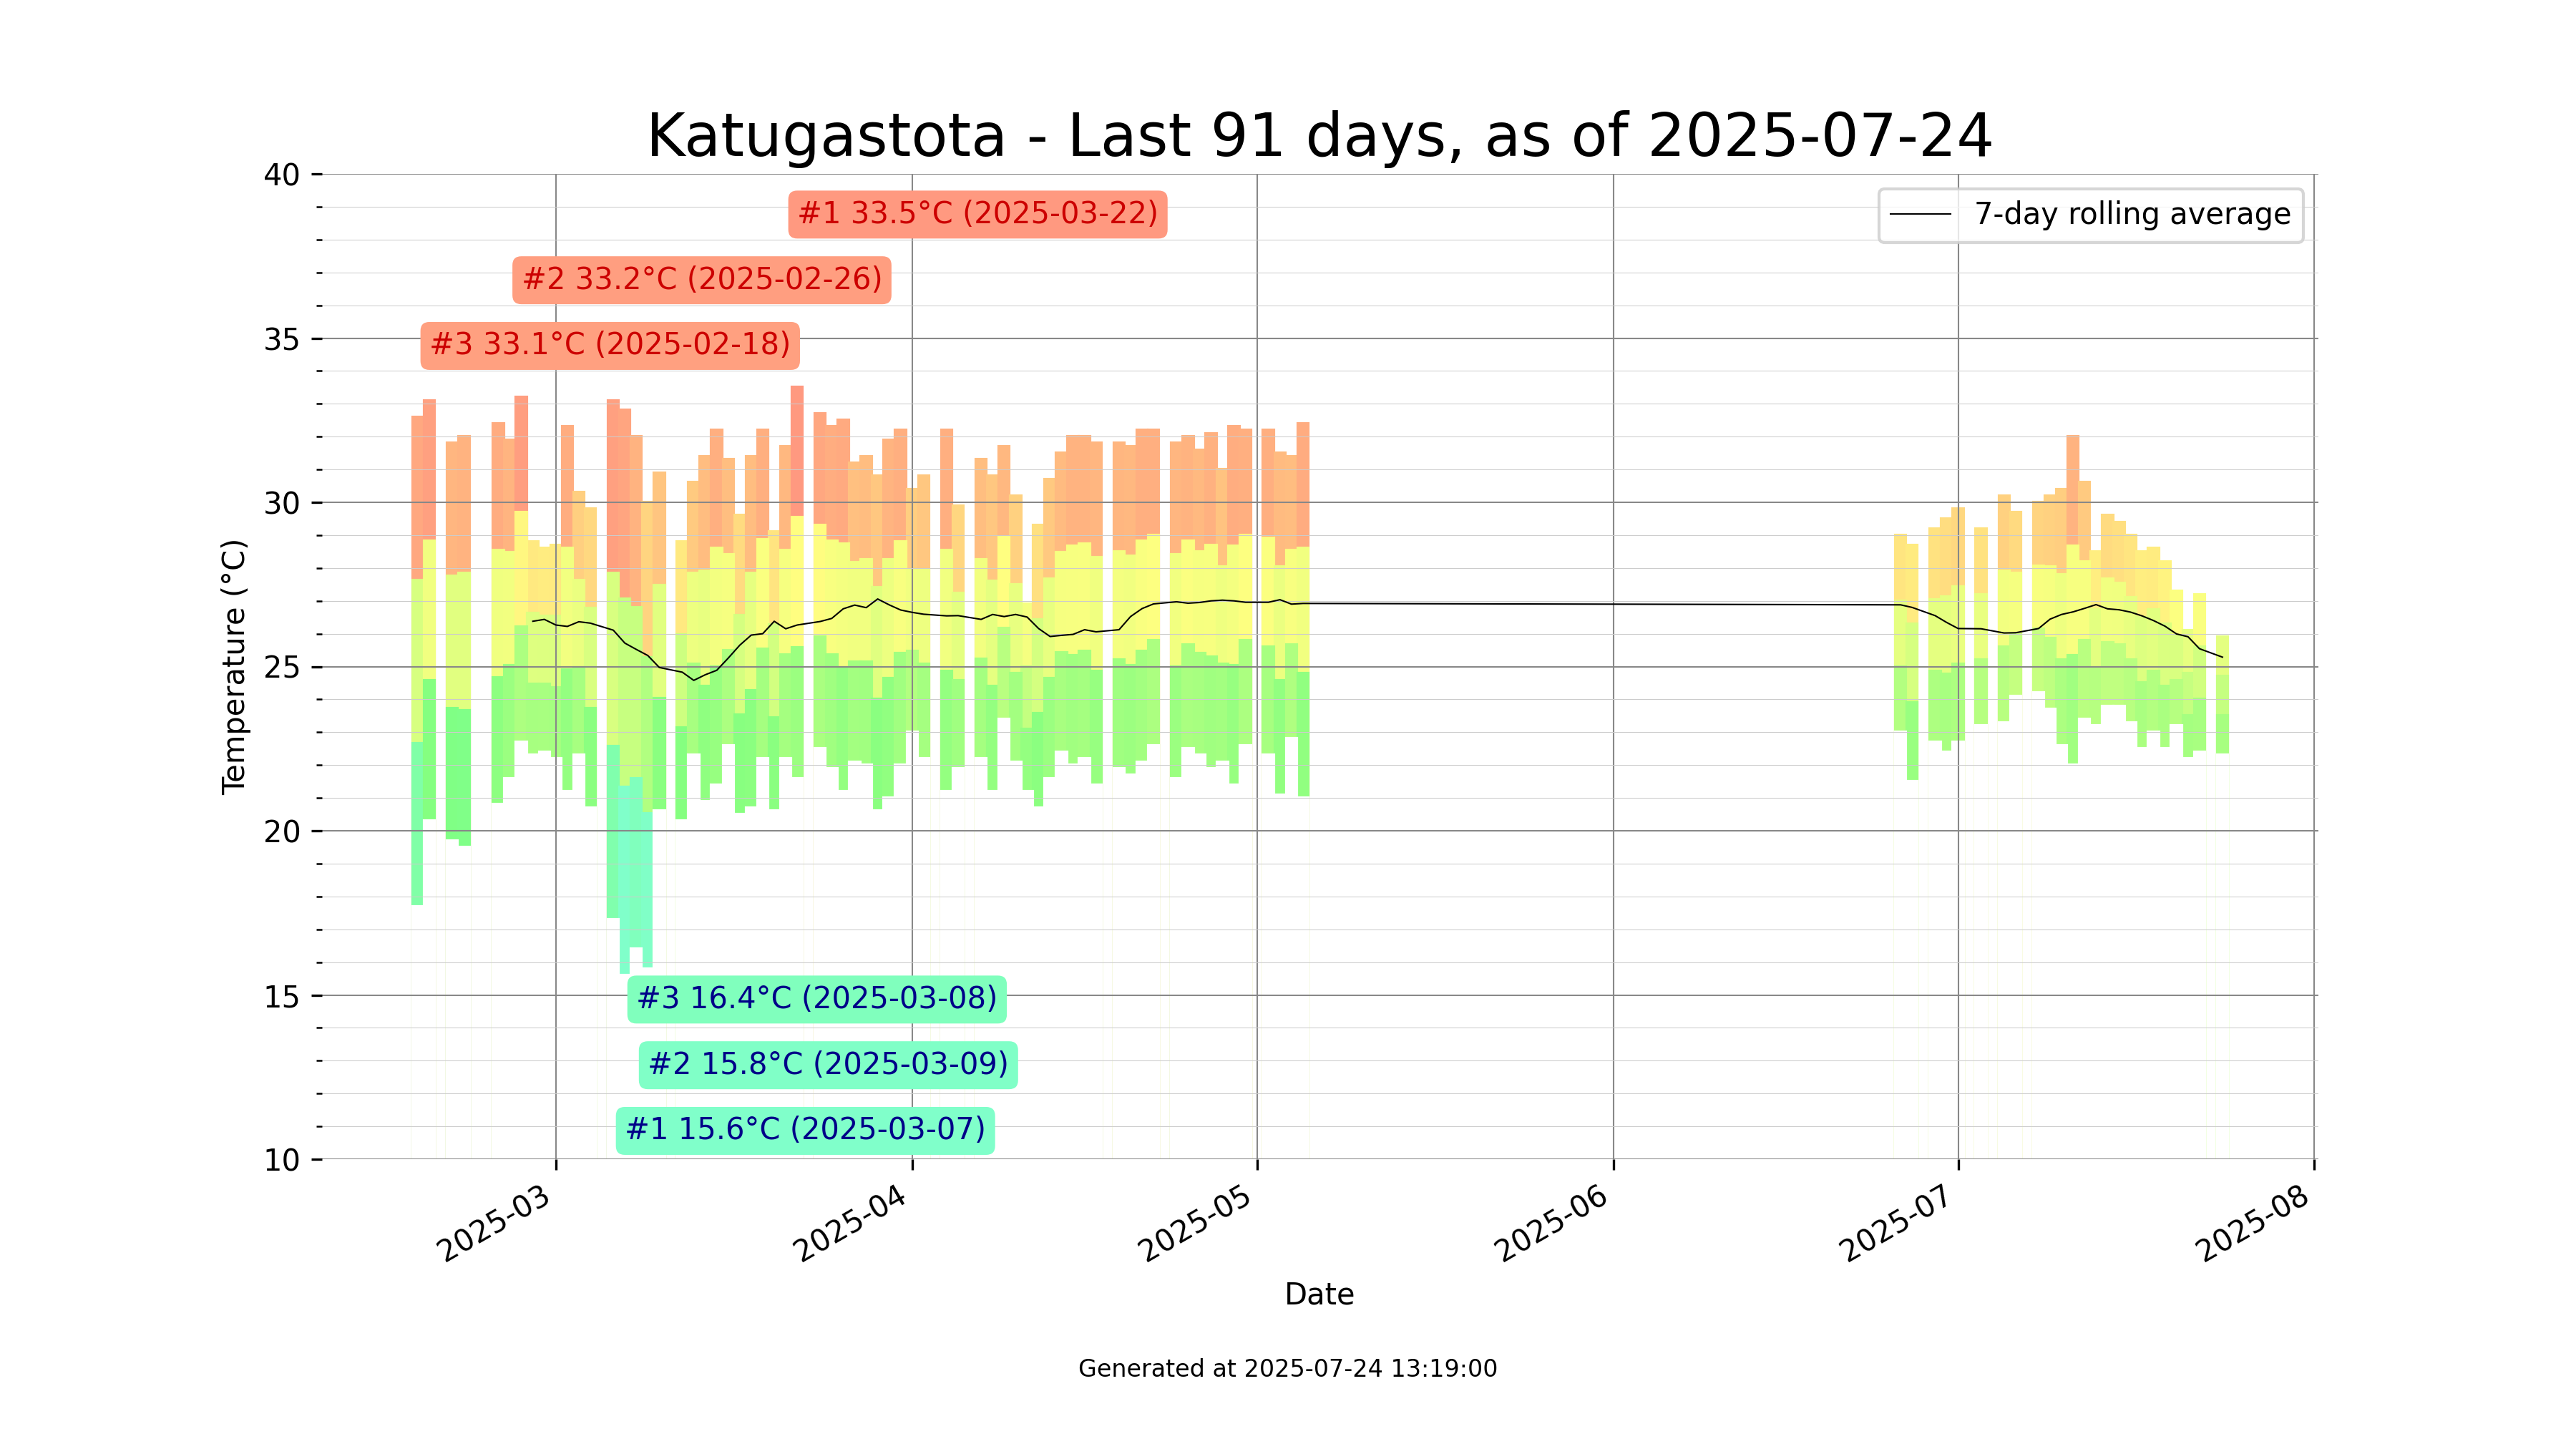 Katugastota - Last 91 days, as of 2025-07-24
40
35
30
25
20
15
10
Temperature (°C)
7-day rolling average
#1 33.5°C (2025-03-22)
#2 33.2°C (2025-02-26)
#3 33.1°C (2025-02-18)
#3 16.4°C (2025-03-08)
#2 15.8°C (2025-03-09)
#1 15.6°C (2025-03-07)
2025-03
2025-04
2025-05
2025-06
2025-07
2025-08
Date
Generated at 2025-07-24 13:19:00